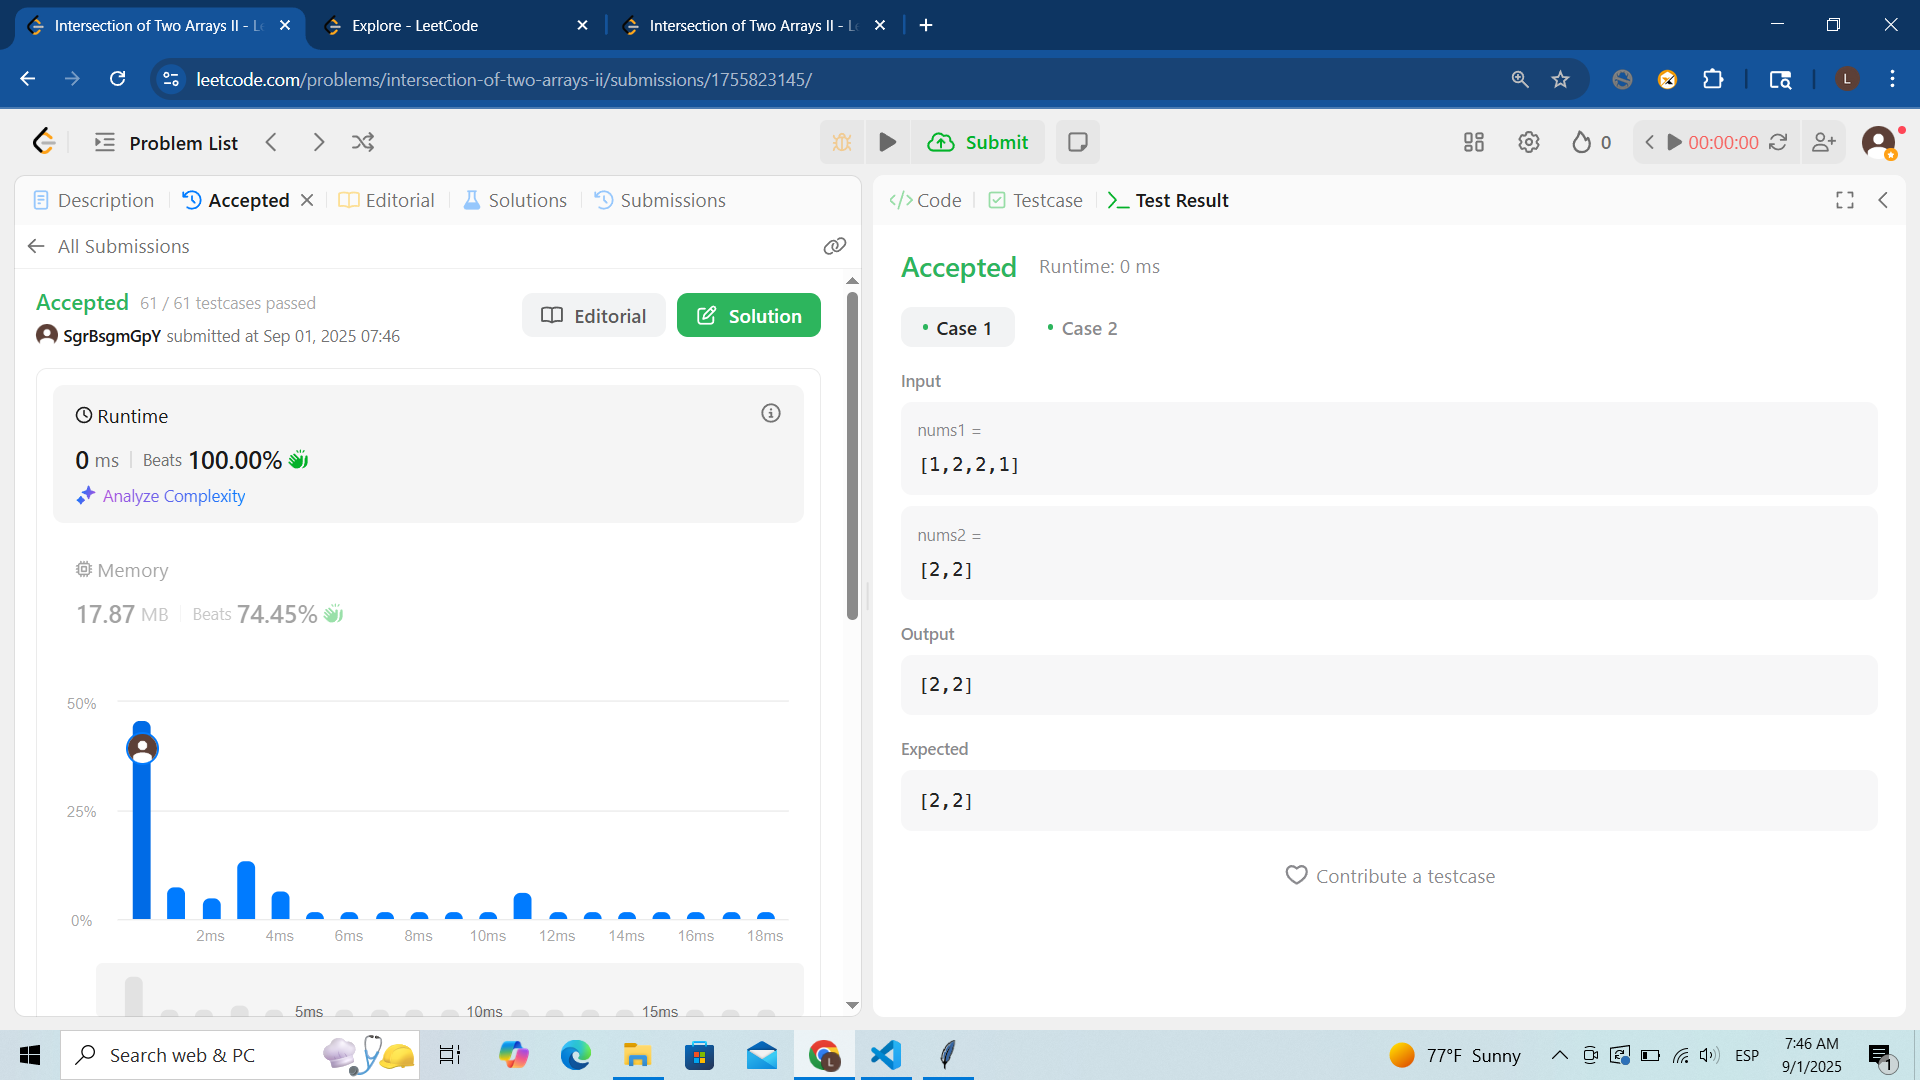 Intersection of Two Arrays II - Le
Explore - LeetCode
Intersection of Two Arrays II - Le
leetcode.com/problems/intersection-of-two-arrays-ii/submissions/1755823145/
L
Problem List
Submit
0
00:00:00
Description
Accepted
Editorial
Solutions
Submissions
All Submissions
Accepted 61 / 61 testcases passed
SgrBsgmGpY submitted at Sep 01, 2025 07:46
Editorial
Solution
Runtime
0 ms Beats 100.00%
Analyze Complexity
Memory
17.87 MB Beats 74.45%
50%
25%
0%
2ms 4ms 6ms 8ms 10ms 12ms 14ms 16ms 18ms
5ms 10ms 15ms
</> Code
Testcase
Test Result
Accepted Runtime: 0 ms
Case 1
Case 2
Input
nums1 =
[1,2,2,1]
nums2 =
[2,2]
Output
[2,2]
Expected
[2,2]
Contribute a testcase
Search web & PC
L
77°F Sunny
ESP
7:46 AM
9/1/2025
1